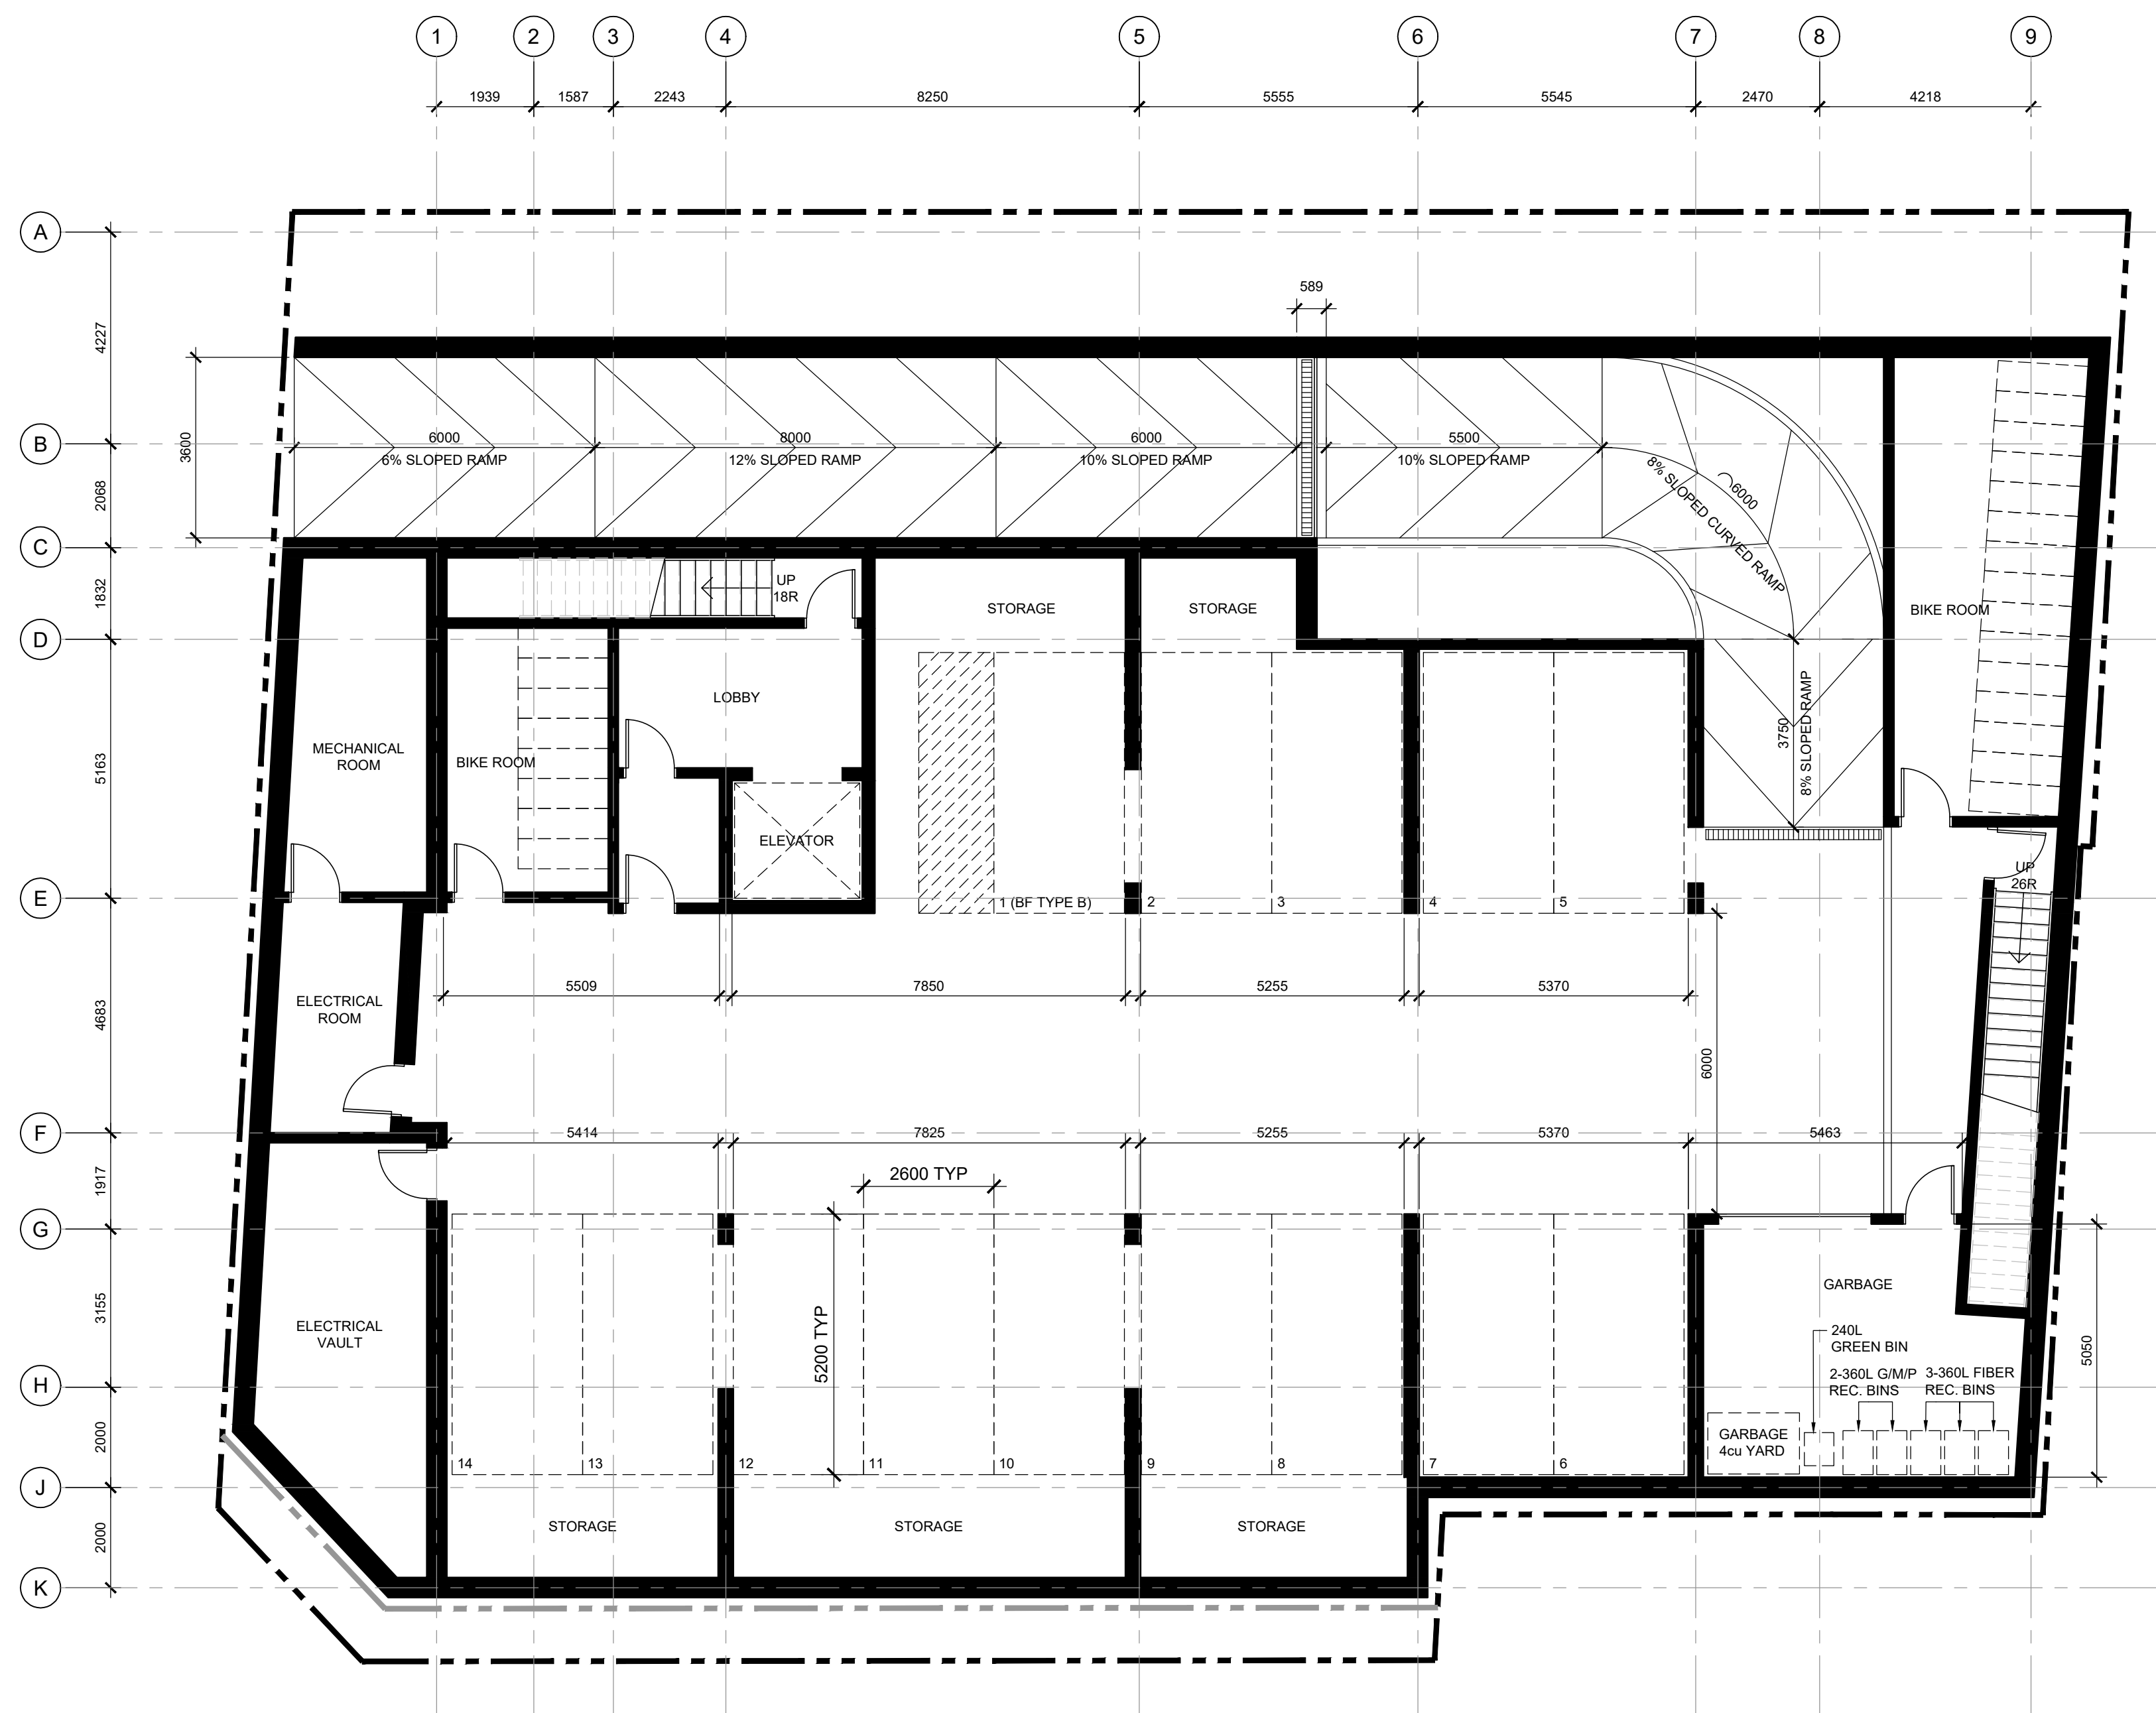 1 2 3 4 5 6 7 8 9
1939 1587 2243 8250 5555 5545 2470 4218
A
589
4227
3600
B
6000 8000 6000 5500
6% SLOPED RAMP 12% SLOPED RAMP 10% SLOPED RAMP 10% SLOPED RAMP
8% SLOPED CURVED RAMP
6000
2068
C
1832
UP
18R
STORAGE STORAGE
BIKE ROOM
D
LOBBY
3750
8% SLOPED RAMP
MECHANICAL
ROOM
BIKE ROOM
5163
ELEVATOR
UP
26R
E
1 (BF TYPE B) 2 3 4 5
5509 7850 5255 5370
ELECTRICAL
ROOM
4683
6000
F
5414 7825 5255 5370 5463
2600 TYP
1917
G
GARBAGE
3155
ELECTRICAL
VAULT
5200 TYP
240L
GREEN BIN
5050
2-360L G/M/P
REC. BINS
3-360L FIBER
REC. BINS
H
2000
GARBAGE
4cu YARD
14 13 12 11 10 9 8 7 6
J
2000
STORAGE STORAGE STORAGE
K